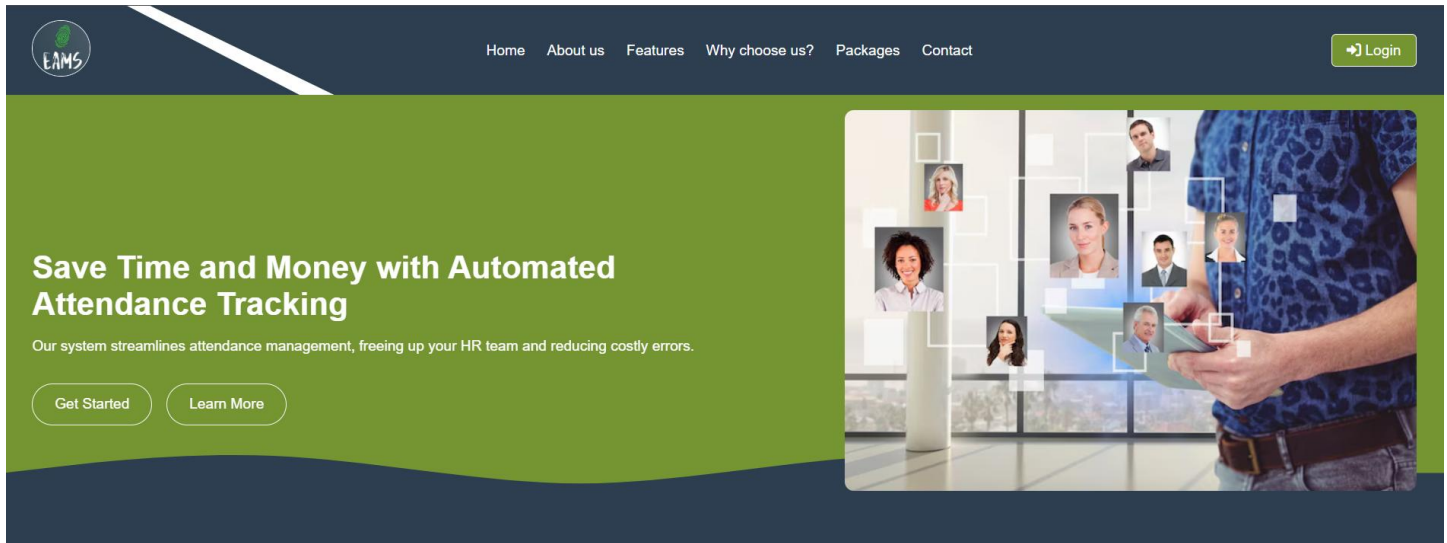 EAMS
Home About us Features Why choose us? Packages Contact
Login
Save Time and Money with Automated
Attendance Tracking
Our system streamlines attendance management, freeing up your HR team and reducing costly errors.
Get Started Learn More